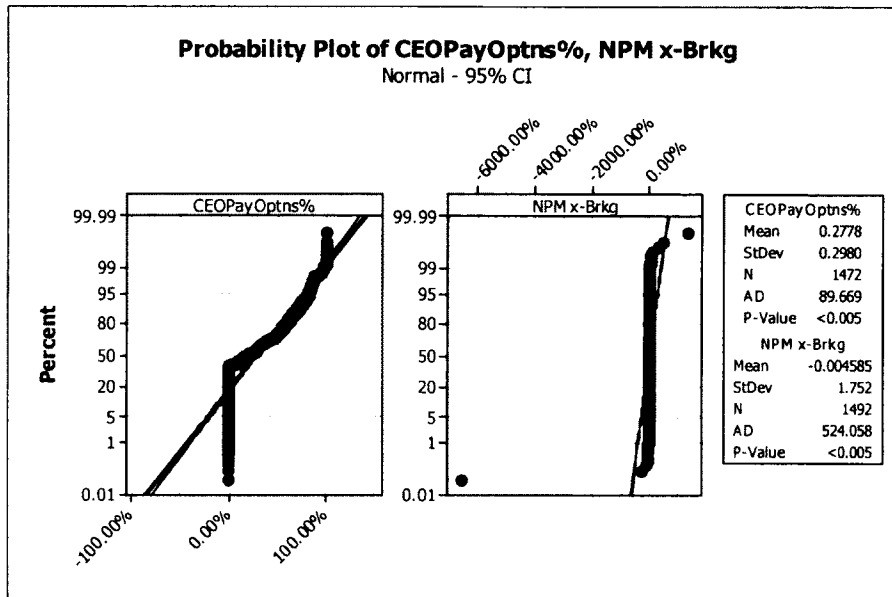 Probability Plot of CEOPayOptns%, NPM x-Brkg
Normal - 95% CI
-6000.00%
-4000.00%
-2000.00%
0.00%
CEOPayOptns%
NPM x-Brkg
Percent
99.99
99
95
80
50
20
5
1
0.01
99.99
99
95
80
50
20
5
1
0.01
-100.00%
0.00%
100.00%
CEOPayOptns%
Mean 0.2778
StDev 0.2980
N 1472
AD 89.669
P-Value <0.005
NPM x-Brkg
Mean -0.004585
StDev 1.752
N 1492
AD 524.058
P-Value <0.005